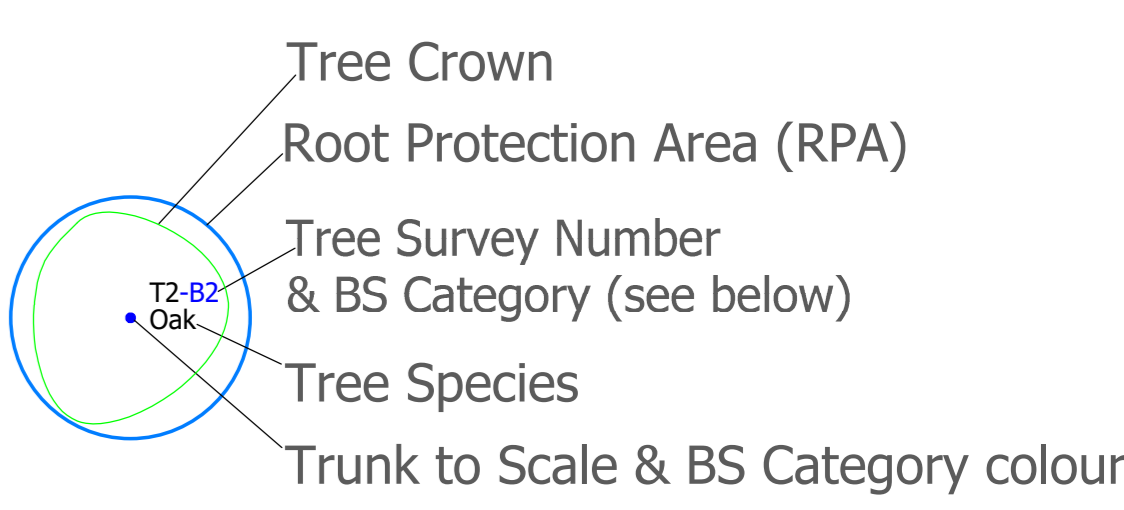 Tree Crown
Root Protection Area (RPA)
Tree Survey Number
& BS Category (see below)
T2-B2
Oak
Tree Species
Trunk to Scale & BS Category colour